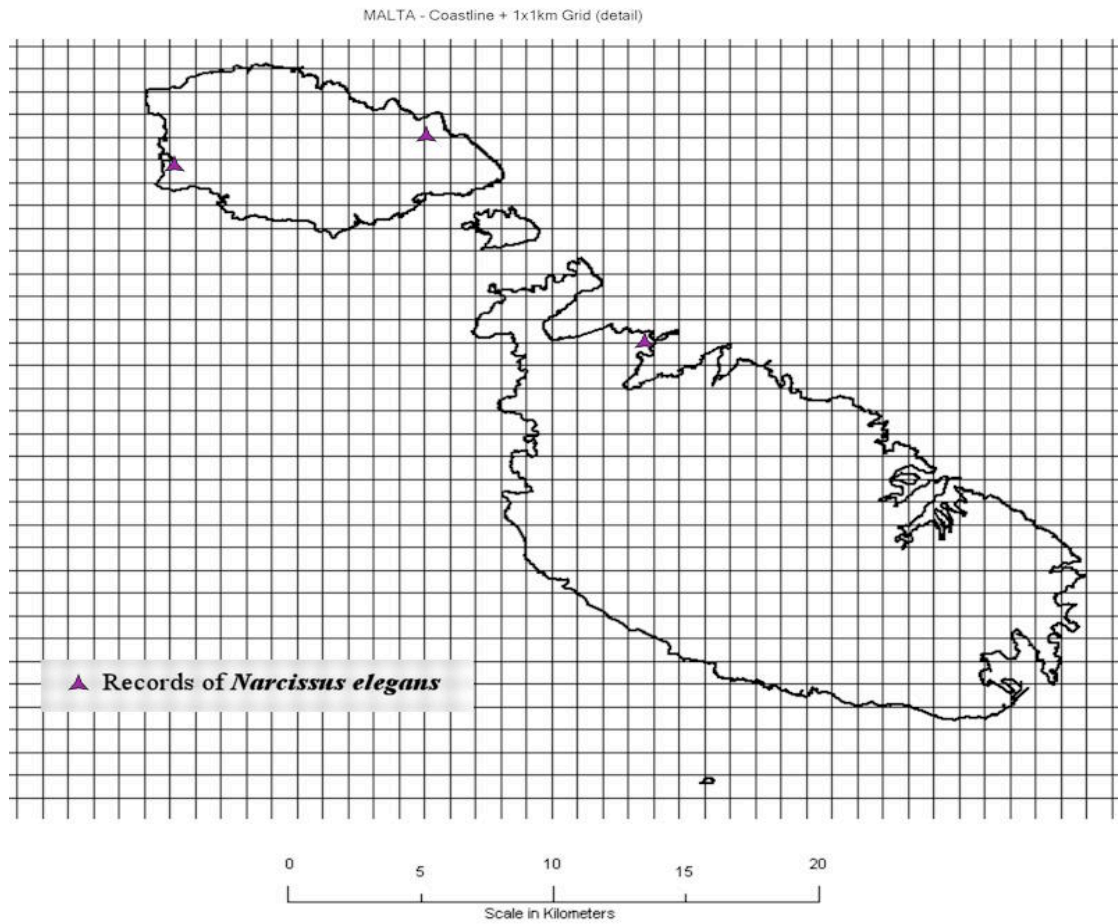 MALTA - Coastline + 1x1km Grid (detail)
Records of Narcissus elegans
0 5 10 15 20
Scale in Kilometers